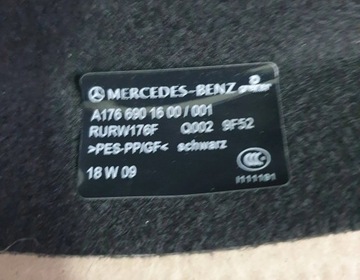 MERCEDES-BENZ
A176 690 16 00 / 001
RURW176F Q002 9F52
>PES-PP/GF< schwarz
18 W 09